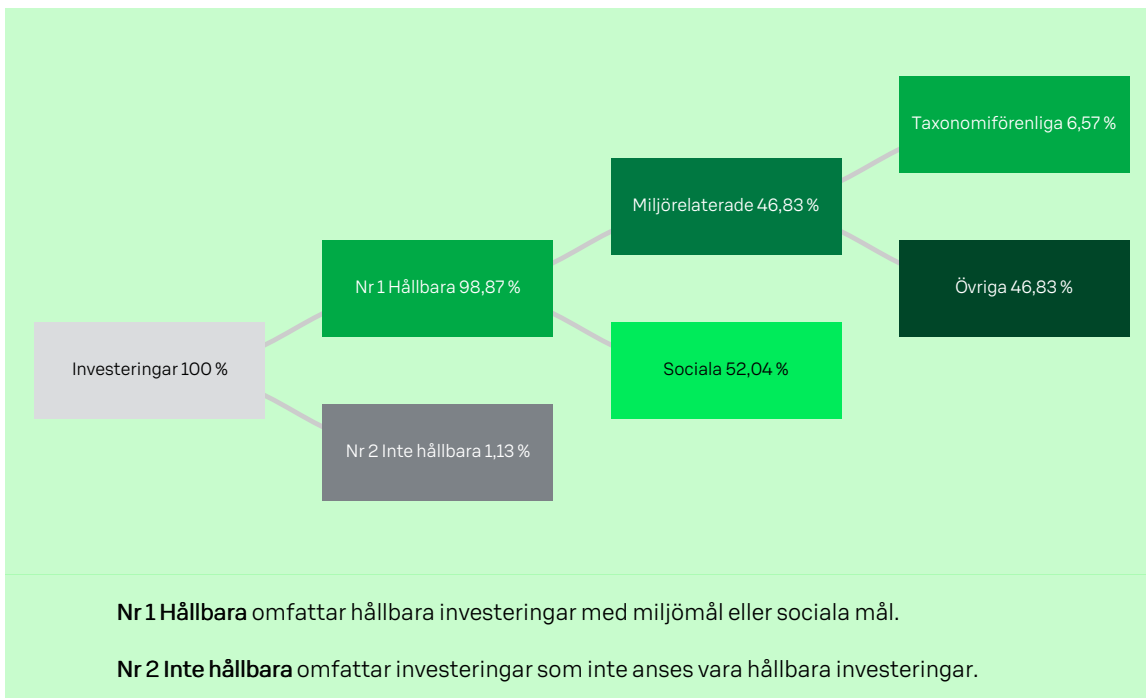 Taxonomiförenliga 6,57 %
Miljörelaterade 46,83 %
Nr 1 Hållbara 98,87 %
Övriga 46,83 %
Investeringar 100 %
Sociala 52,04 %
Nr 2 Inte hållbara 1,13 %
Nr 1 Hållbara omfattar hållbara investeringar med miljömål eller sociala mål.
Nr 2 Inte hållbara omfattar investeringar som inte anses vara hållbara investeringar.